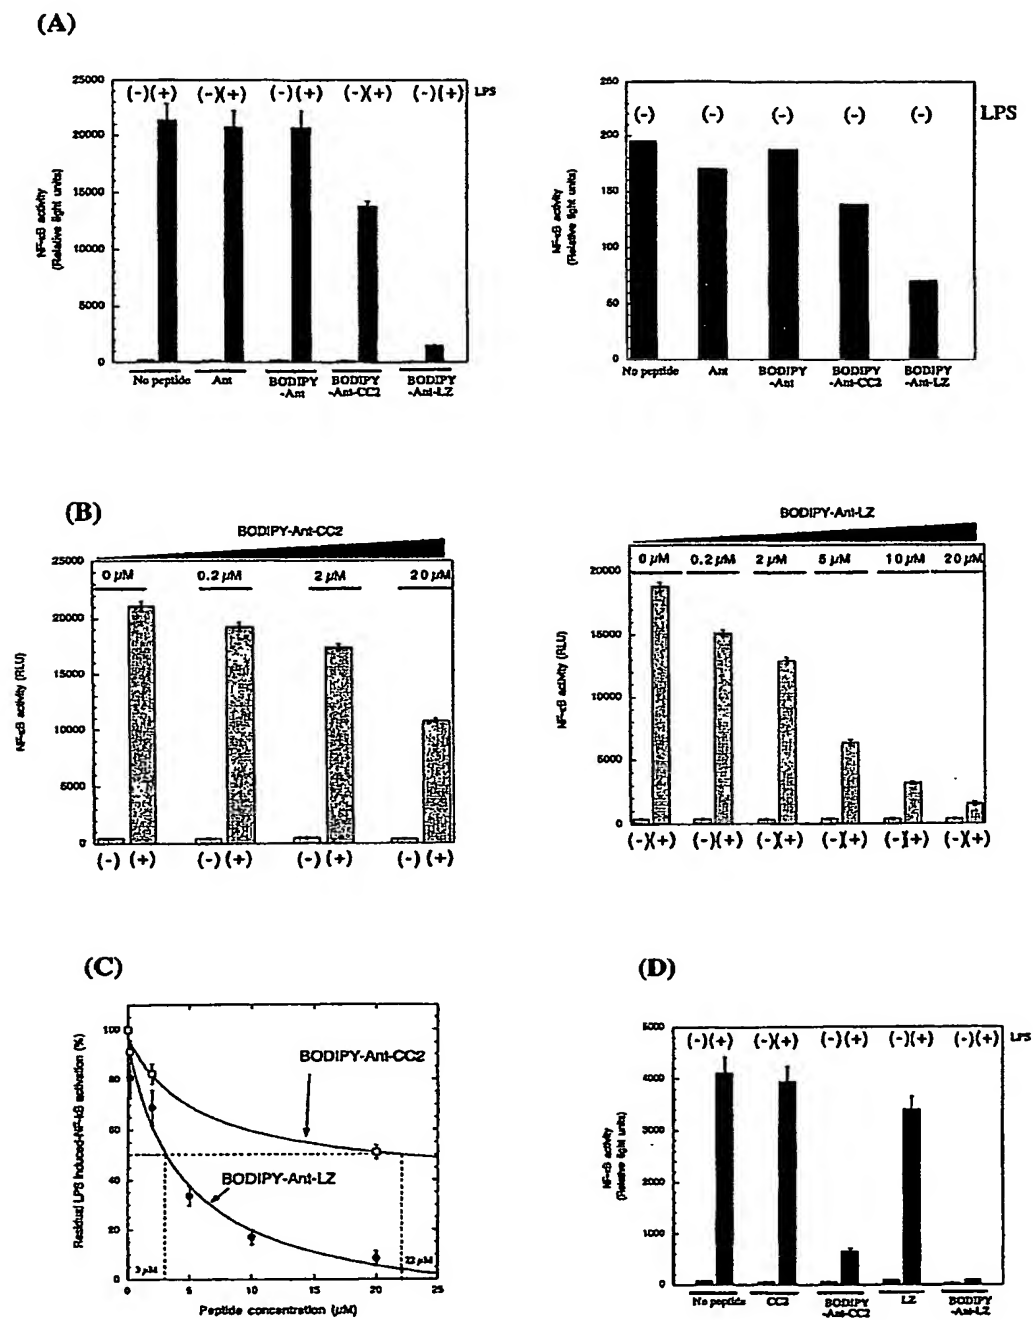 (A)
25000
20000
15000
10000
5000
0
NF-κB activity
(Relative light units)
(-)(+) (-)(+) (-)(+) (-)(+) (-)(+) LPS
No peptide
Ant
BODIPY
-Ant
BODIPY
-Ant-CC2
BODIPY
-Ant-LZ
250
200
150
100
50
0
NF-κB activity
(Relative light units)
(-) (-) (-) (-) (-) LPS
No peptide
Ant
BODIPY
-Ant
BODIPY
-Ant-CC2
BODIPY
-Ant-LZ
(B)
BODIPY-Ant-CC2
25000
20000
15000
10000
5000
0
NF-κB activity (RLU)
0 µM 0.2 µM 2 µM 20 µM
(-) (+) (-) (+) (-) (+) (-) (+)
BODIPY-Ant-LZ
20000
15000
10000
5000
0
NF-κB activity (RLU)
0 µM 0.2 µM 2 µM 5 µM 10 µM 20 µM
(-)(+) (-)(+) (-)(+) (-)(+) (-)(+) (-)(+)
(C)
100
80
60
40
20
0
Residual LPS induced-NF-κB activation (%)
BODIPY-Ant-CC2
BODIPY-Ant-LZ
3 µM
22 µM
0 5 10 15 20 25
Peptide concentration (µM)
(D)
5000
4000
3000
2000
1000
0
NF-κB activity
(Relative light units)
(-)(+) (-)(+) (-)(+) (-)(+) (-)(+) LPS
No peptide
CC2
BODIPY
-Ant-CC2
LZ
BODIPY
-Ant-LZ